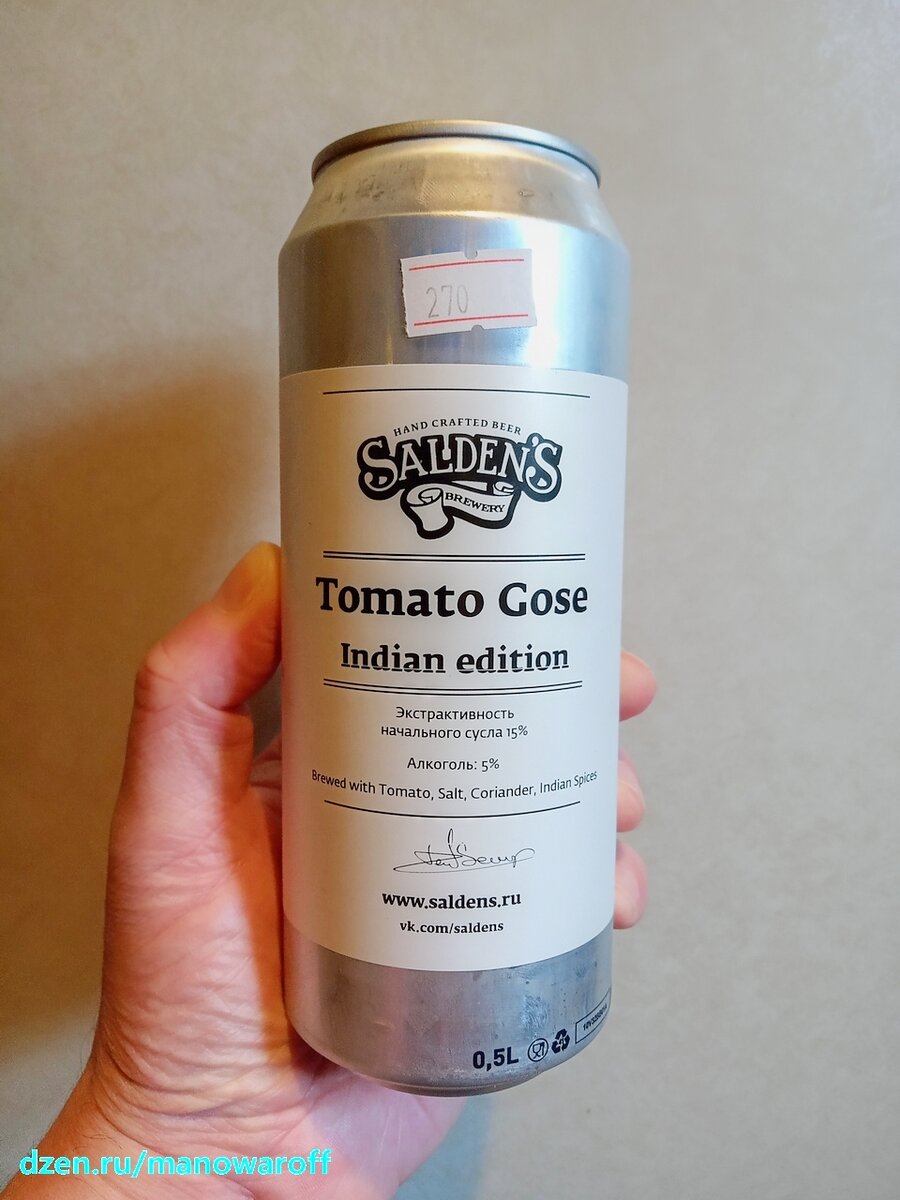 270
HAND CRAFTED BEER
SALDEN'S
BREWERY
Tomato Gose
Indian edition
Экстрактивность
начального сусла 15%
Алкоголь: 5%
Brewed with Tomato, Salt, Coriander, Indian Spices
www.saldens.ru
vk.com/saldens
0,5L
dzen.ru/manowaroff